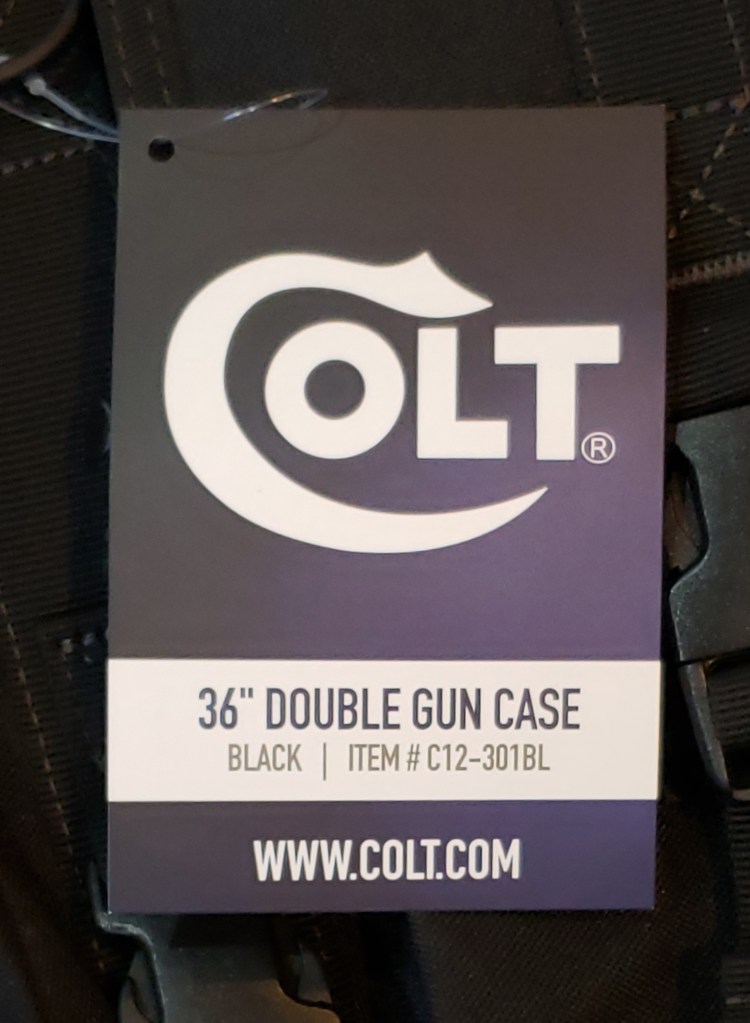 COLT®
36" DOUBLE GUN CASE
BLACK | ITEM # C12-301BL
WWW.COLT.COM